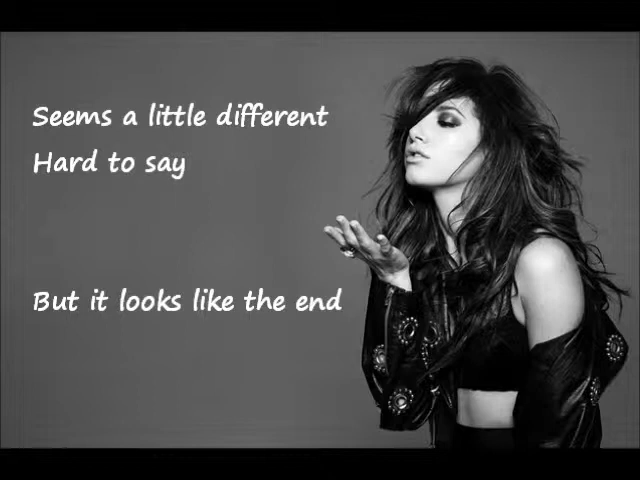 Seems a little different
Hard to say
But it looks like the end